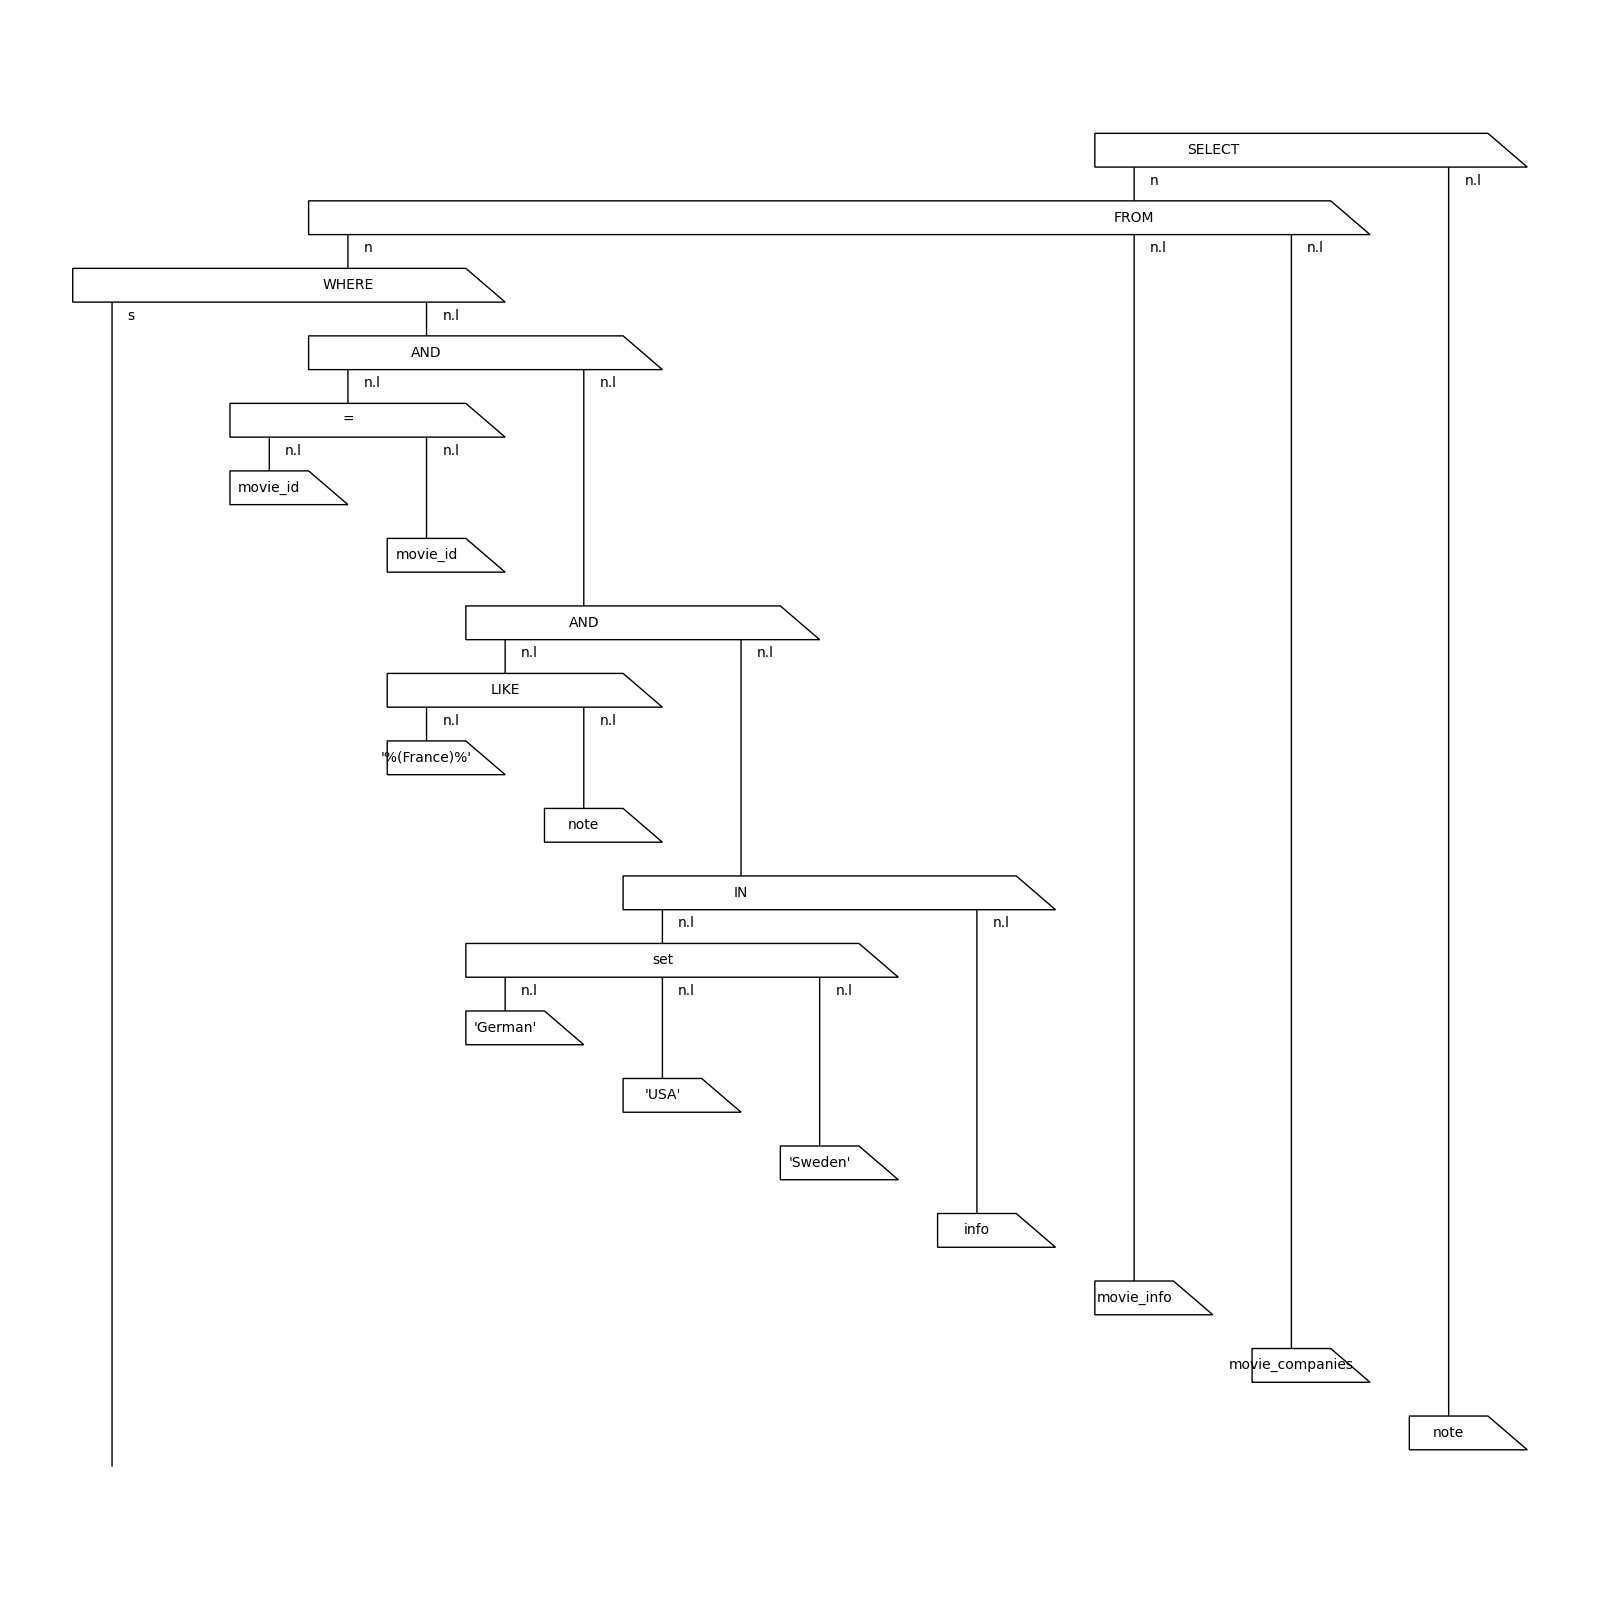 SELECT
n n.l
FROM
n n.l n.l
WHERE
s n.l
AND
n.l n.l
=
n.l n.l
movie_id
movie_id
AND
n.l n.l
LIKE
n.l n.l
'%(France)%'
note
IN
n.l n.l
set
n.l n.l n.l
'German'
'USA'
'Sweden'
info
movie_info
movie_companies
note